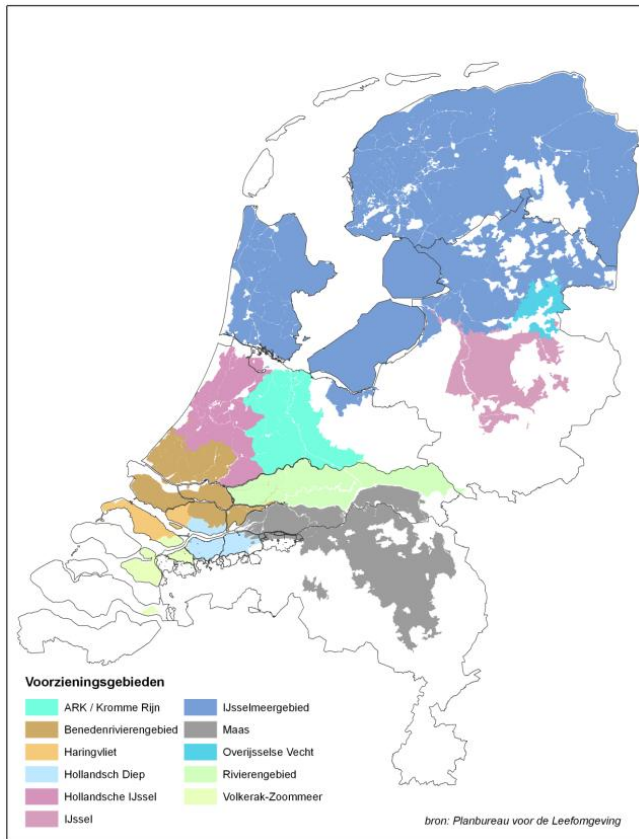 Voorzieningsgebieden
ARK / Kromme Rijn
Benedenrivierengebied
Haringvliet
Hollandsch Diep
Hollandsche IJssel
IJssel
IJsselmeergebied
Maas
Overijsselse Vecht
Rivierengebied
Volkerak-Zoommeer
bron: Planbureau voor de Leefomgeving